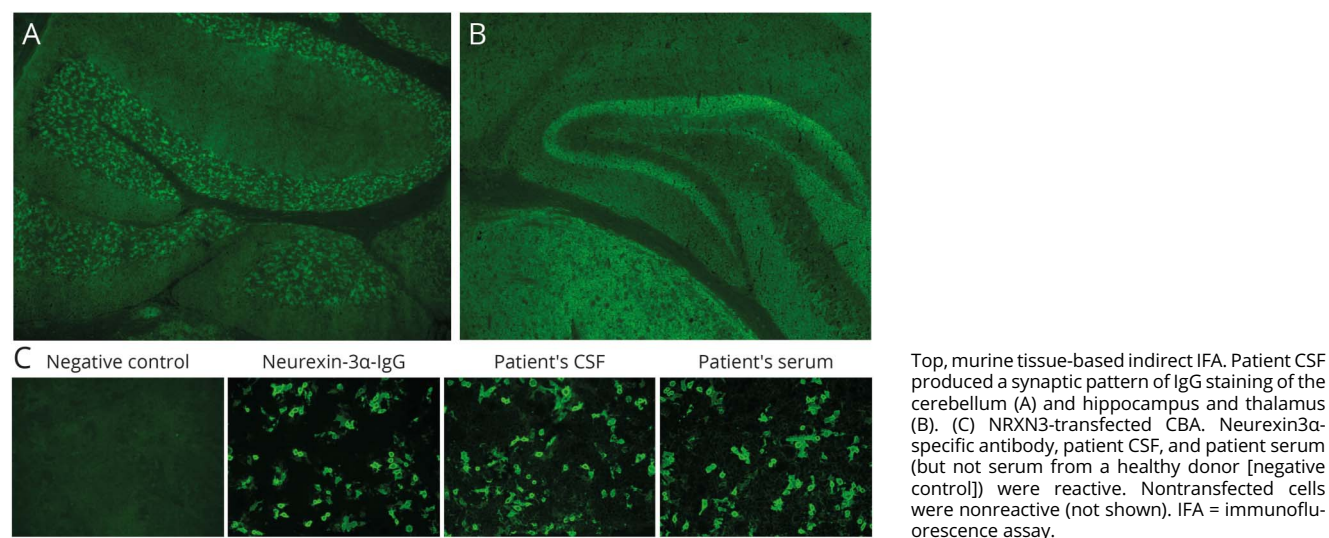 A
B
C
Negative control
Neurexin-3α-IgG
Patient's CSF
Patient's serum
Top, murine tissue-based indirect IFA. Patient CSF
produced a synaptic pattern of IgG staining of the
cerebellum (A) and hippocampus and thalamus
(B). (C) NRXN3-transfected CBA. Neurexin3α-
specific antibody, patient CSF, and patient serum
(but not serum from a healthy donor [negative
control]) were reactive. Nontransfected cells
were nonreactive (not shown). IFA = immunoflu-
orescence assay.